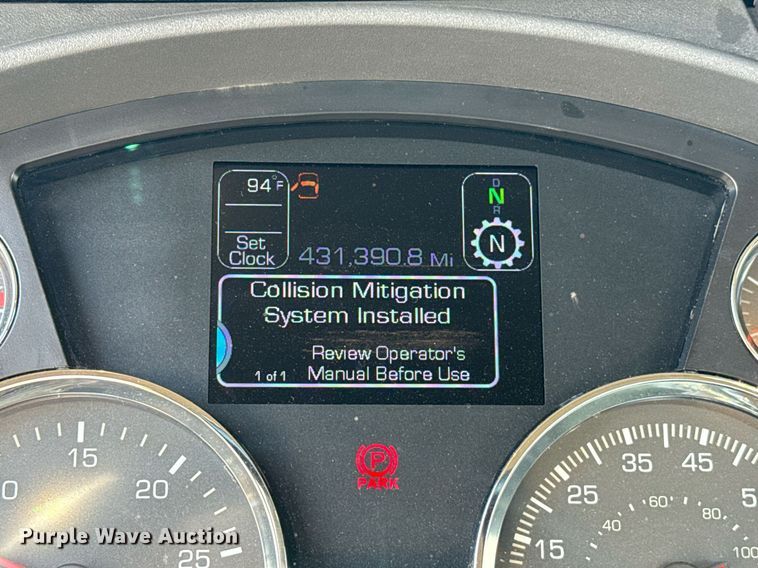 94°F
D
N
R
N
Set
Clock
431,390.8 Mi
Collision Mitigation
System Installed
Review Operator's
1 of 1 Manual Before Use
P
PARK
15
20
25
15
25
35
45
40
60
80
100
Purple Wave Auction